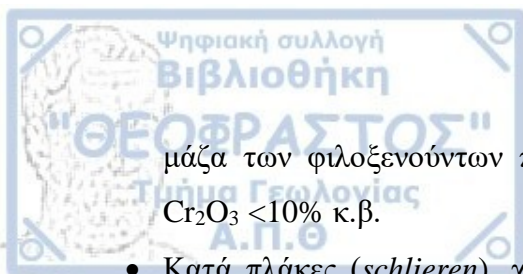 Ψηφιακή συλλογή
Βιβλιοθήκη
"ΘΕΟΦΡΑΣΤΟΣ"
μάζα των φιλοξενούντων
Τμήμα Γεωλογίας
Cr₂O₃ <10% κ.β.
Α.Π.Θ
• Κατά πλάκες (schlieren),